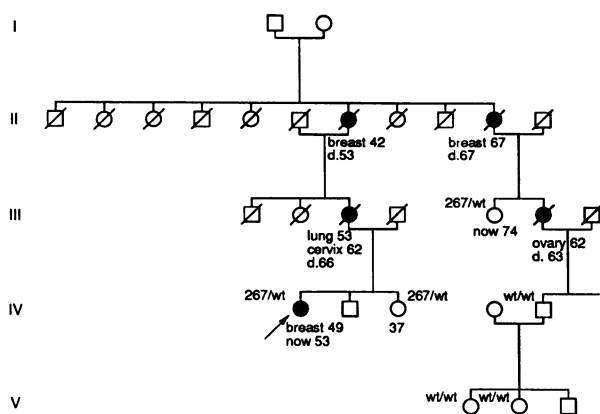 I
II
breast 42
d.53
breast 67
d.67
III
267/wt
lung 53
cervix 62
d.66
now 74
ovary 62
d. 63
IV
267/wt
267/wt
wt/wt
breast 49
now 53
37
V
wt/wt
wt/wt